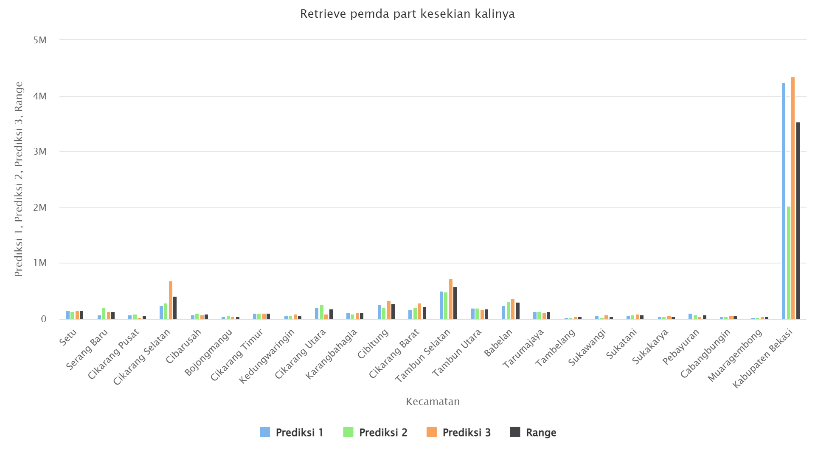 Retrieve pemda part kesekian kalinya
Prediksi 1, Prediksi 2, Prediksi 3, Range
5M
4M
3M
2M
1M
0
Setu
Serang Baru
Cikarang Pusat
Cikarang Selatan
Cibarusah
Bojongmangu
Cikarang Timur
Kedungwaringin
Cikarang Utara
Karangbahagia
Cibitung
Cikarang Barat
Tambun Selatan
Tambun Utara
Babelan
Tarumajaya
Tambelang
Sukawangi
Sukatani
Sukakarya
Pebayuran
Cabangbungin
Muaragembong
Kabupaten Bekasi
Kecamatan
Prediksi 1
Prediksi 2
Prediksi 3
Range